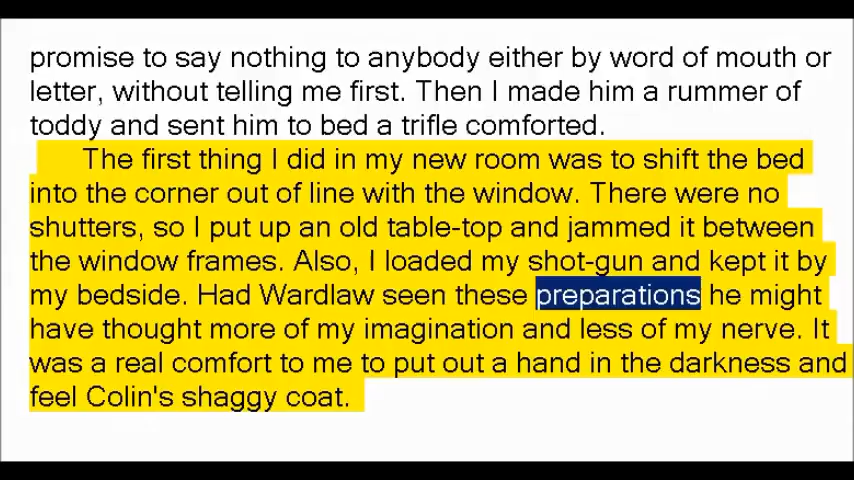 promise to say nothing to anybody either by word of mouth or
letter, without telling me first. Then I made him a rummer of
toddy and sent him to bed a trifle comforted.
The first thing I did in my new room was to shift the bed
into the corner out of line with the window. There were no
shutters, so I put up an old table-top and jammed it between
the window frames. Also, I loaded my shot-gun and kept it by
my bedside. Had Wardlaw seen these preparations he might
have thought more of my imagination and less of my nerve. It
was a real comfort to me to put out a hand in the darkness and
feel Colin's shaggy coat.